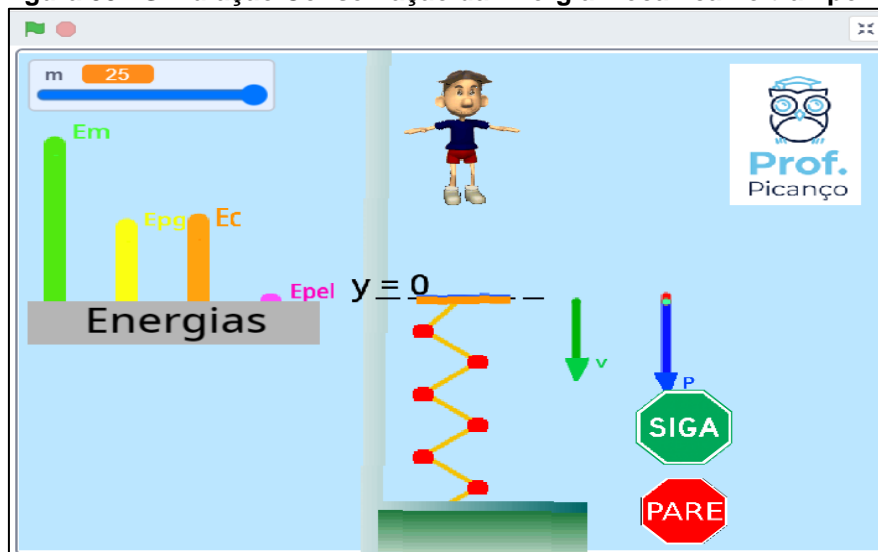 m 25
Em
Epg
Ec
Epel
Energias
y = 0
v
P
SIGA
PARE
Prof.
Picanço